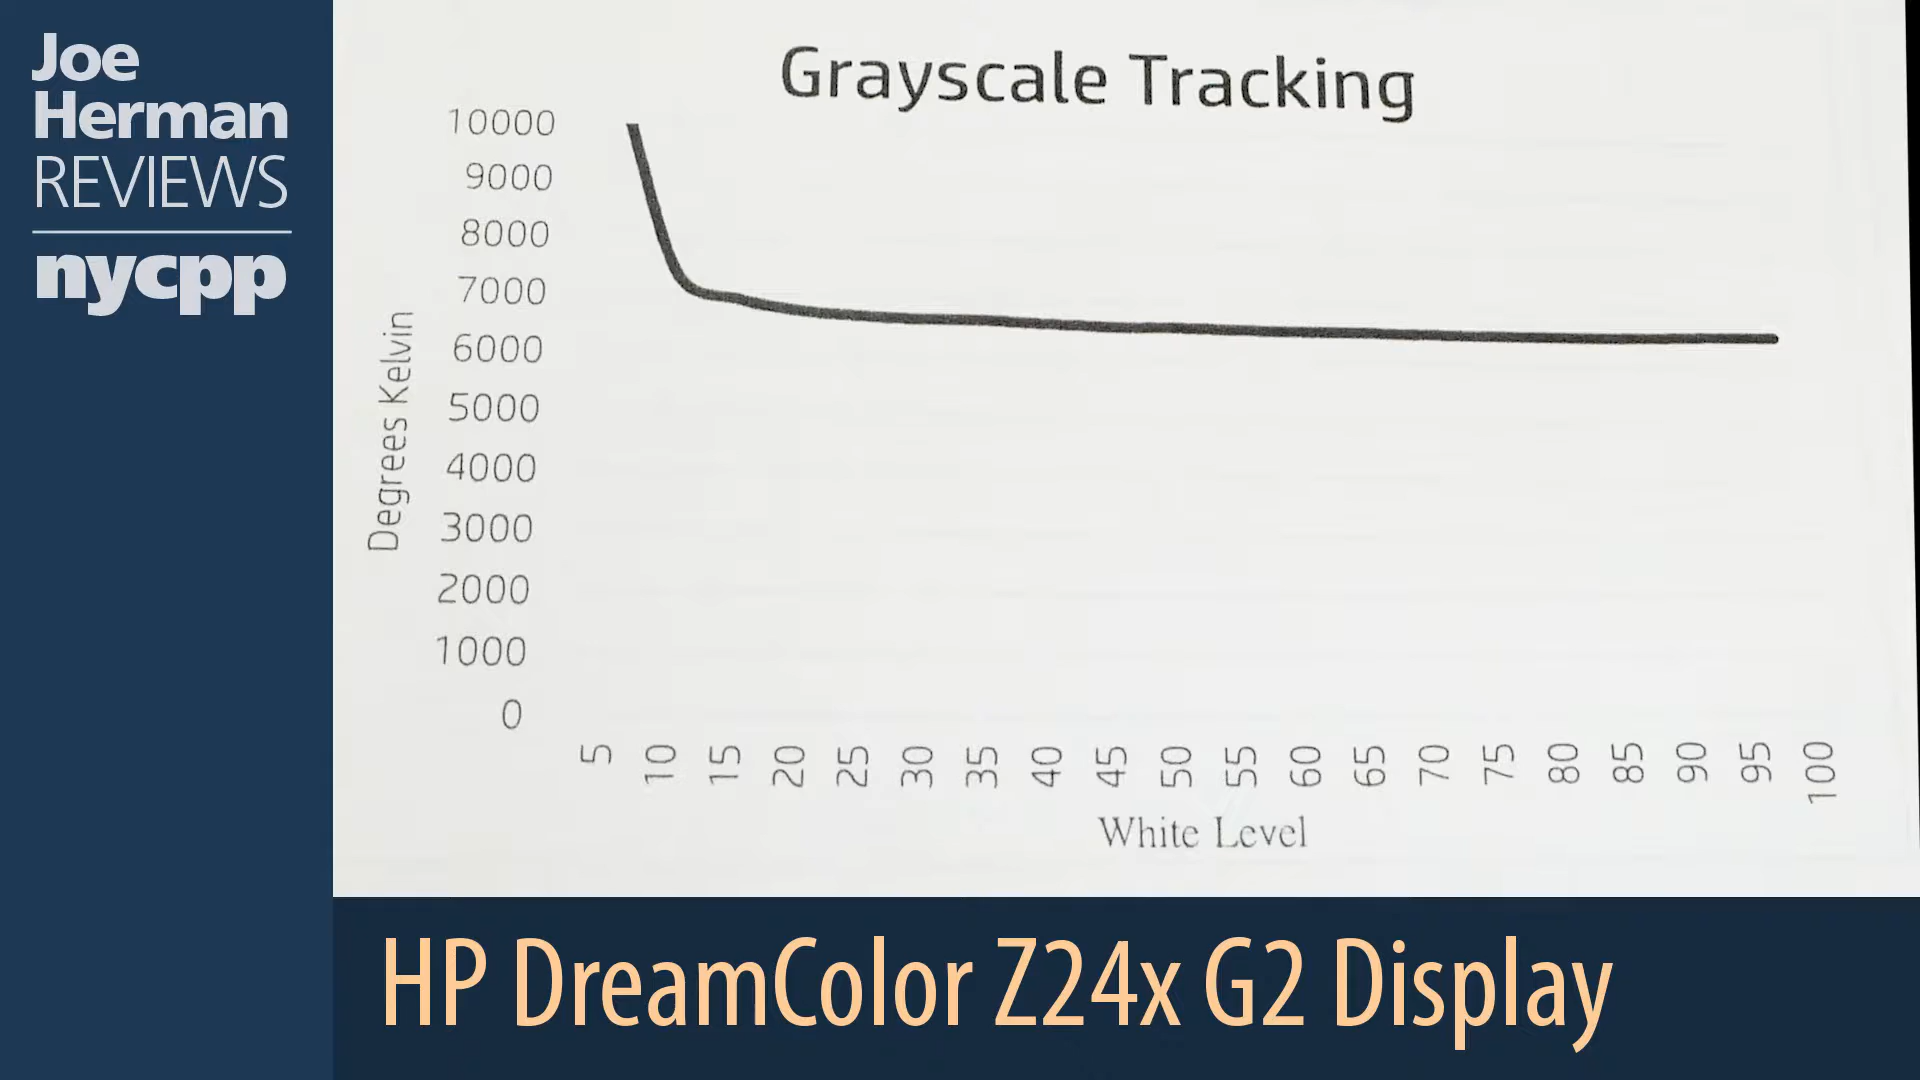 Joe
Herman
REVIEWS
nycpp
Grayscale Tracking
10000
9000
8000
7000
6000
5000
4000
3000
2000
1000
0
Degrees Kelvin
5 10 15 20 25 30 35 40 45 50 55 60 65 70 75 80 85 90 95 100
White Level
HP DreamColor Z24x G2 Display